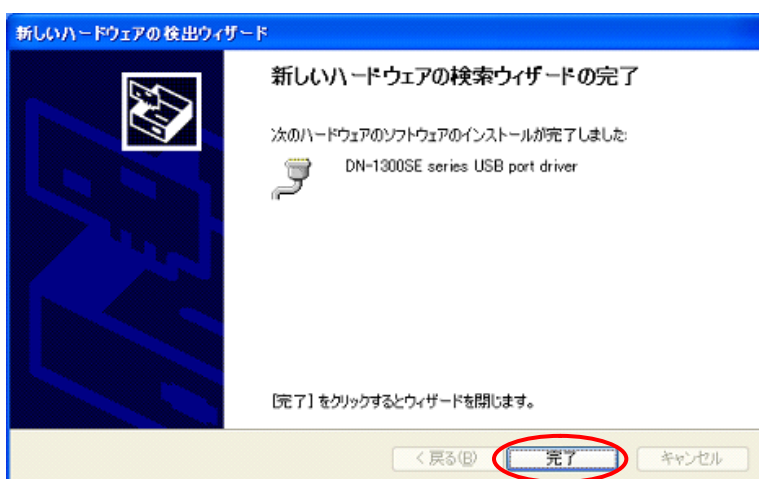 新しいハードウェアの検出ウィザード
新しいハードウェアの検索ウィザードの完了
次のハードウェアのソフトウェアのインストールが完了しました:
DN-1300SE series USB port driver
[完了] をクリックするとウィザードを閉じます。
< 戻る(B) 完了 キャンセル